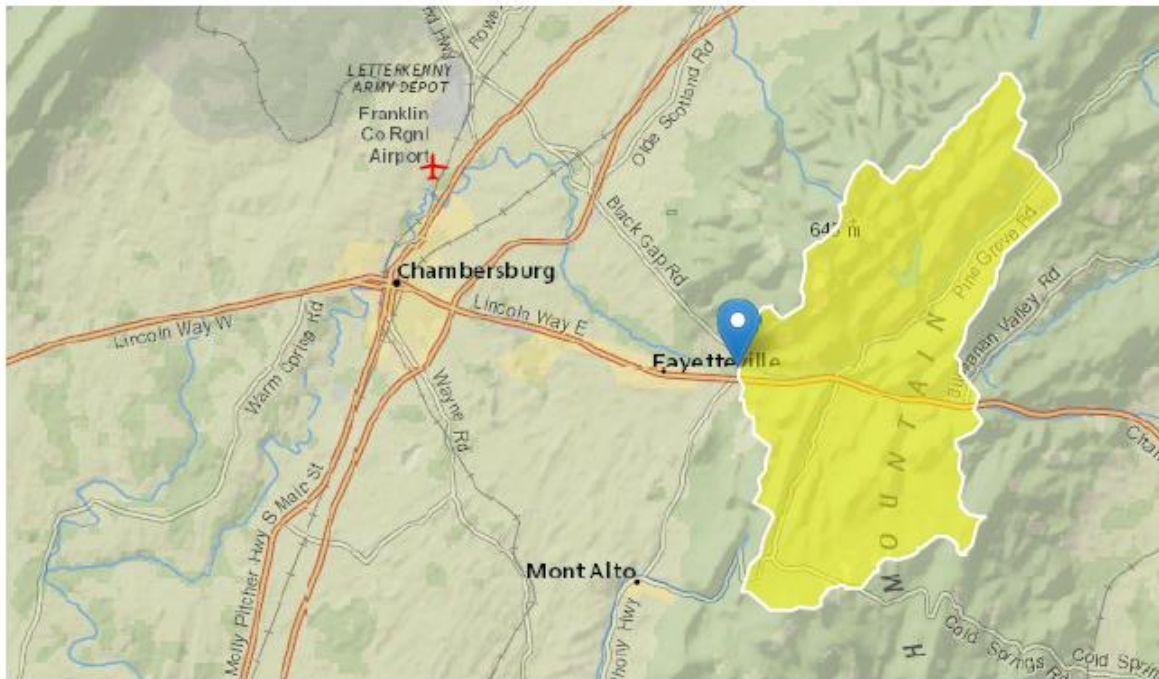 Rowe
LETTERKENNY
ARMY DEPOT
Franklin
Co Rgnl
Airport
Olde Scotland Rd
Black Gap Rd
Pine Grove Rd
Chambersburg
Lincoln Way W
Lincoln Way E
Warm Spring Rd
Fayetteville
Valley Rd
Wayne Rd
MOUNTAIN
Mont Alto
Molly Pitcher Hwy S Main St
Cold Springs Rd
Cold Spring
H